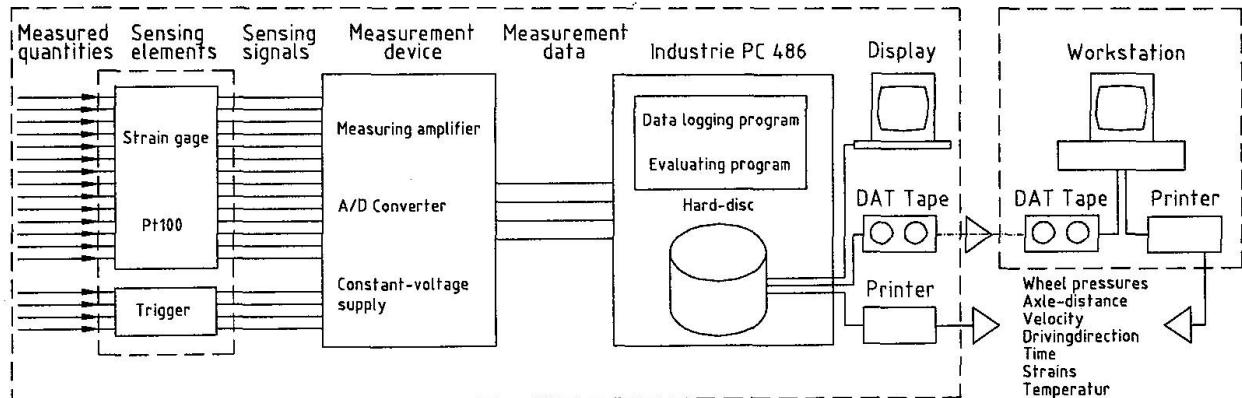 Measured
quantities
Sensing
elements
Sensing
signals
Measurement
device
Measurement
data
Industrie PC 486
Display
Workstation
Strain gage
Pt100
Trigger
Measuring amplifier
A/D Converter
Constant-voltage
supply
Data logging program
Evaluating program
Hard-disc
DAT Tape
Printer
DAT Tape
Printer
Wheel pressures
Axle-distance
Velocity
Drivingdirection
Time
Strains
Temperatur